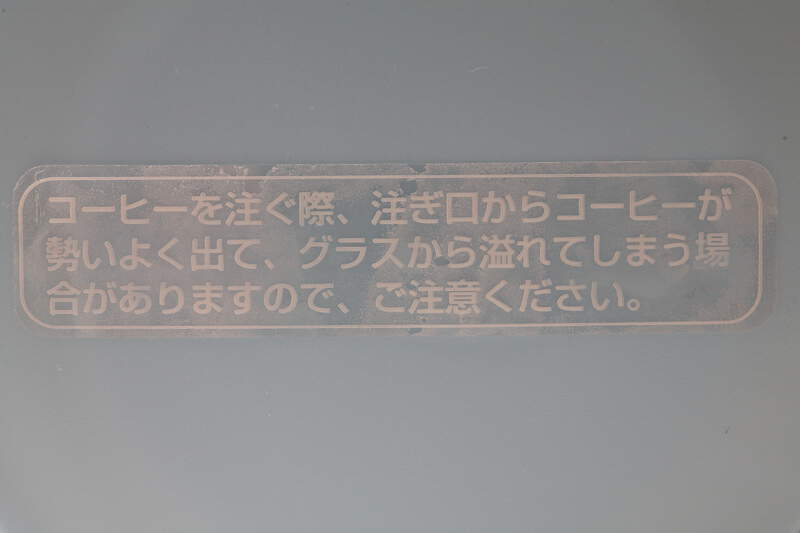 コーヒーを注ぐ際、注ぎ口からコーヒーが
勢いよく出て、グラスから溢れてしまう場
合がありますので、ご注意ください。